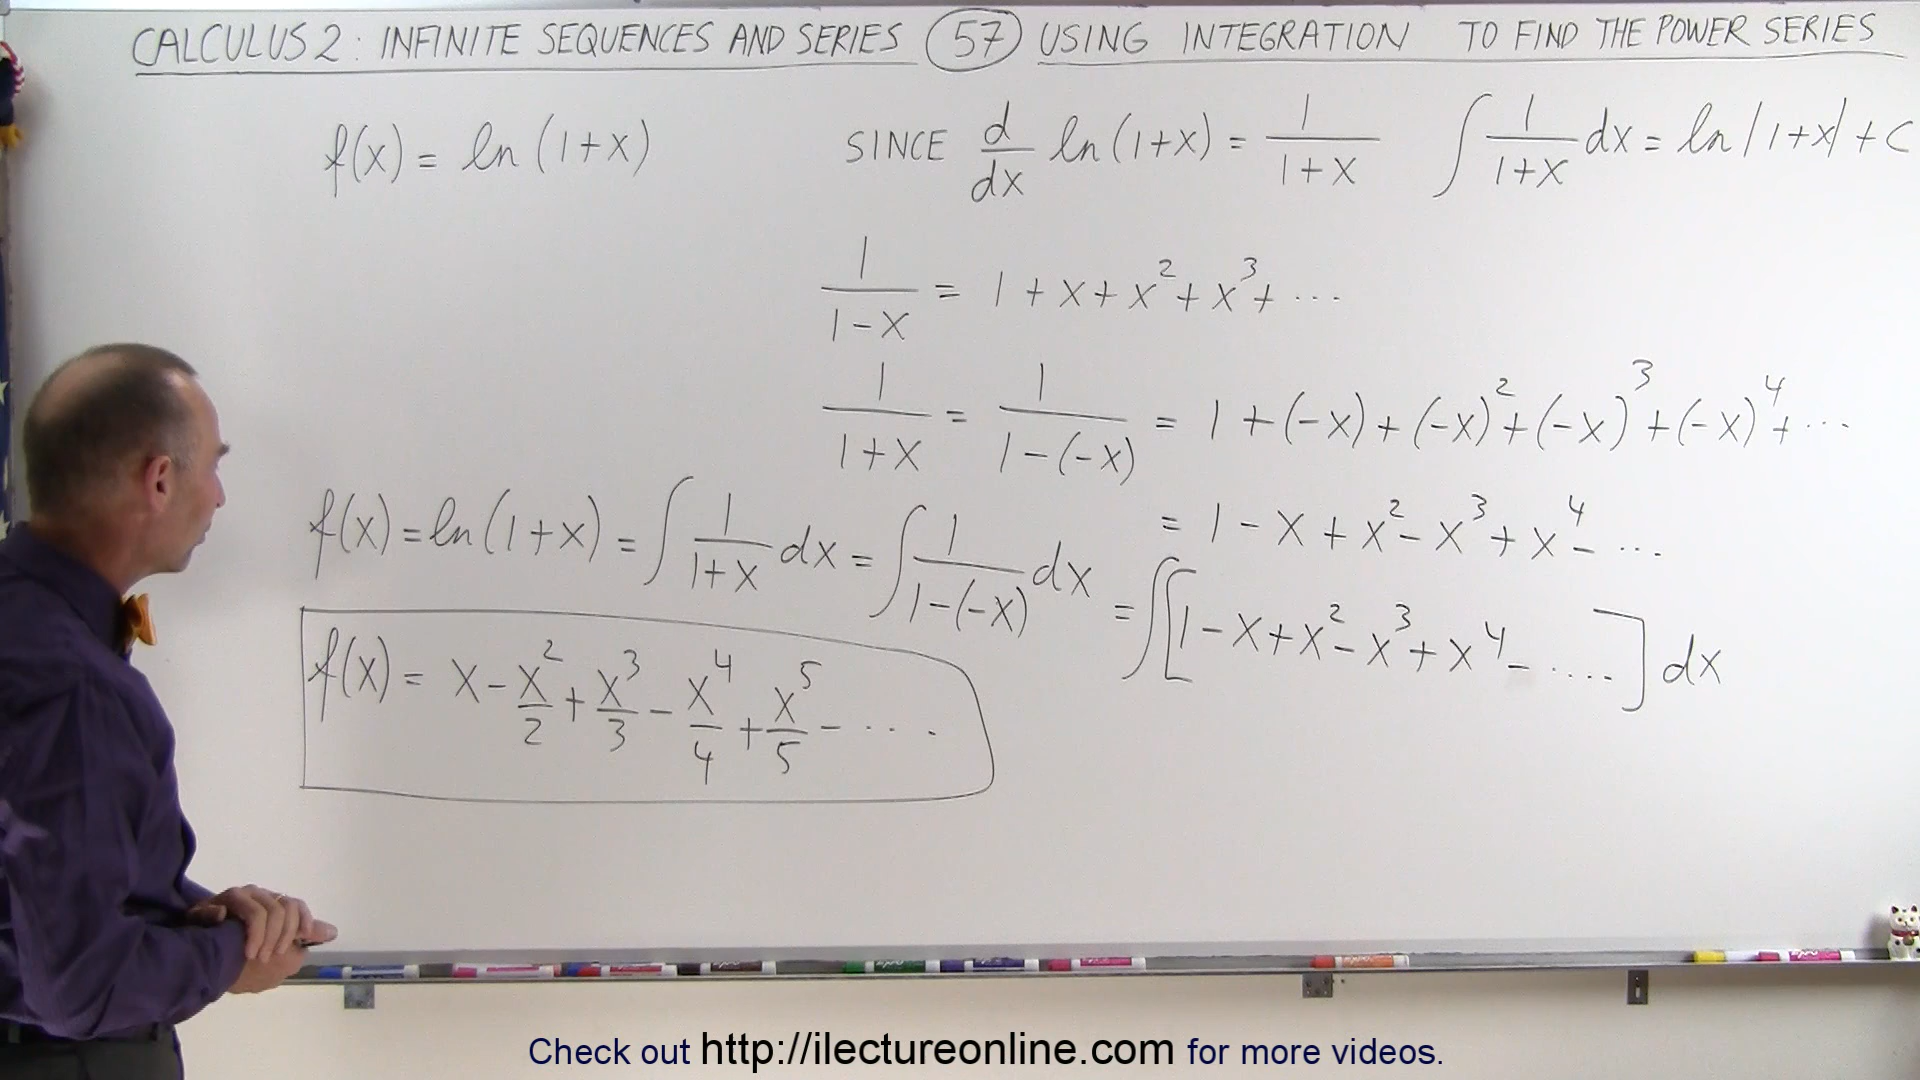 CALCULUS 2: INFINITE SEQUENCES AND SERIES 57 USING INTEGRATION TO FIND THE POWER SERIES
f(x) = ln (1+x)
SINCE d/dx ln (1+x) = 1/(1+x) ∫ 1/(1+x) dx = ln |1+x| + C
1/(1-x) = 1 + x + x² + x³ + ...
1/(1+x) = 1/(1-(-x)) = 1 + (-x) + (-x)² + (-x)³ + (-x)⁴ + ...
= 1 - x + x² - x³ + x⁴ - ...
f(x) = ln (1+x) = ∫ 1/(1+x) dx = ∫ 1/(1-(-x)) dx = ∫ [1 - x + x² - x³ + x⁴ - ....] dx
f(x) = x - x²/2 + x³/3 - x⁴/4 + x⁵/5 - ....
Check out http://ilectureonline.com for more videos.